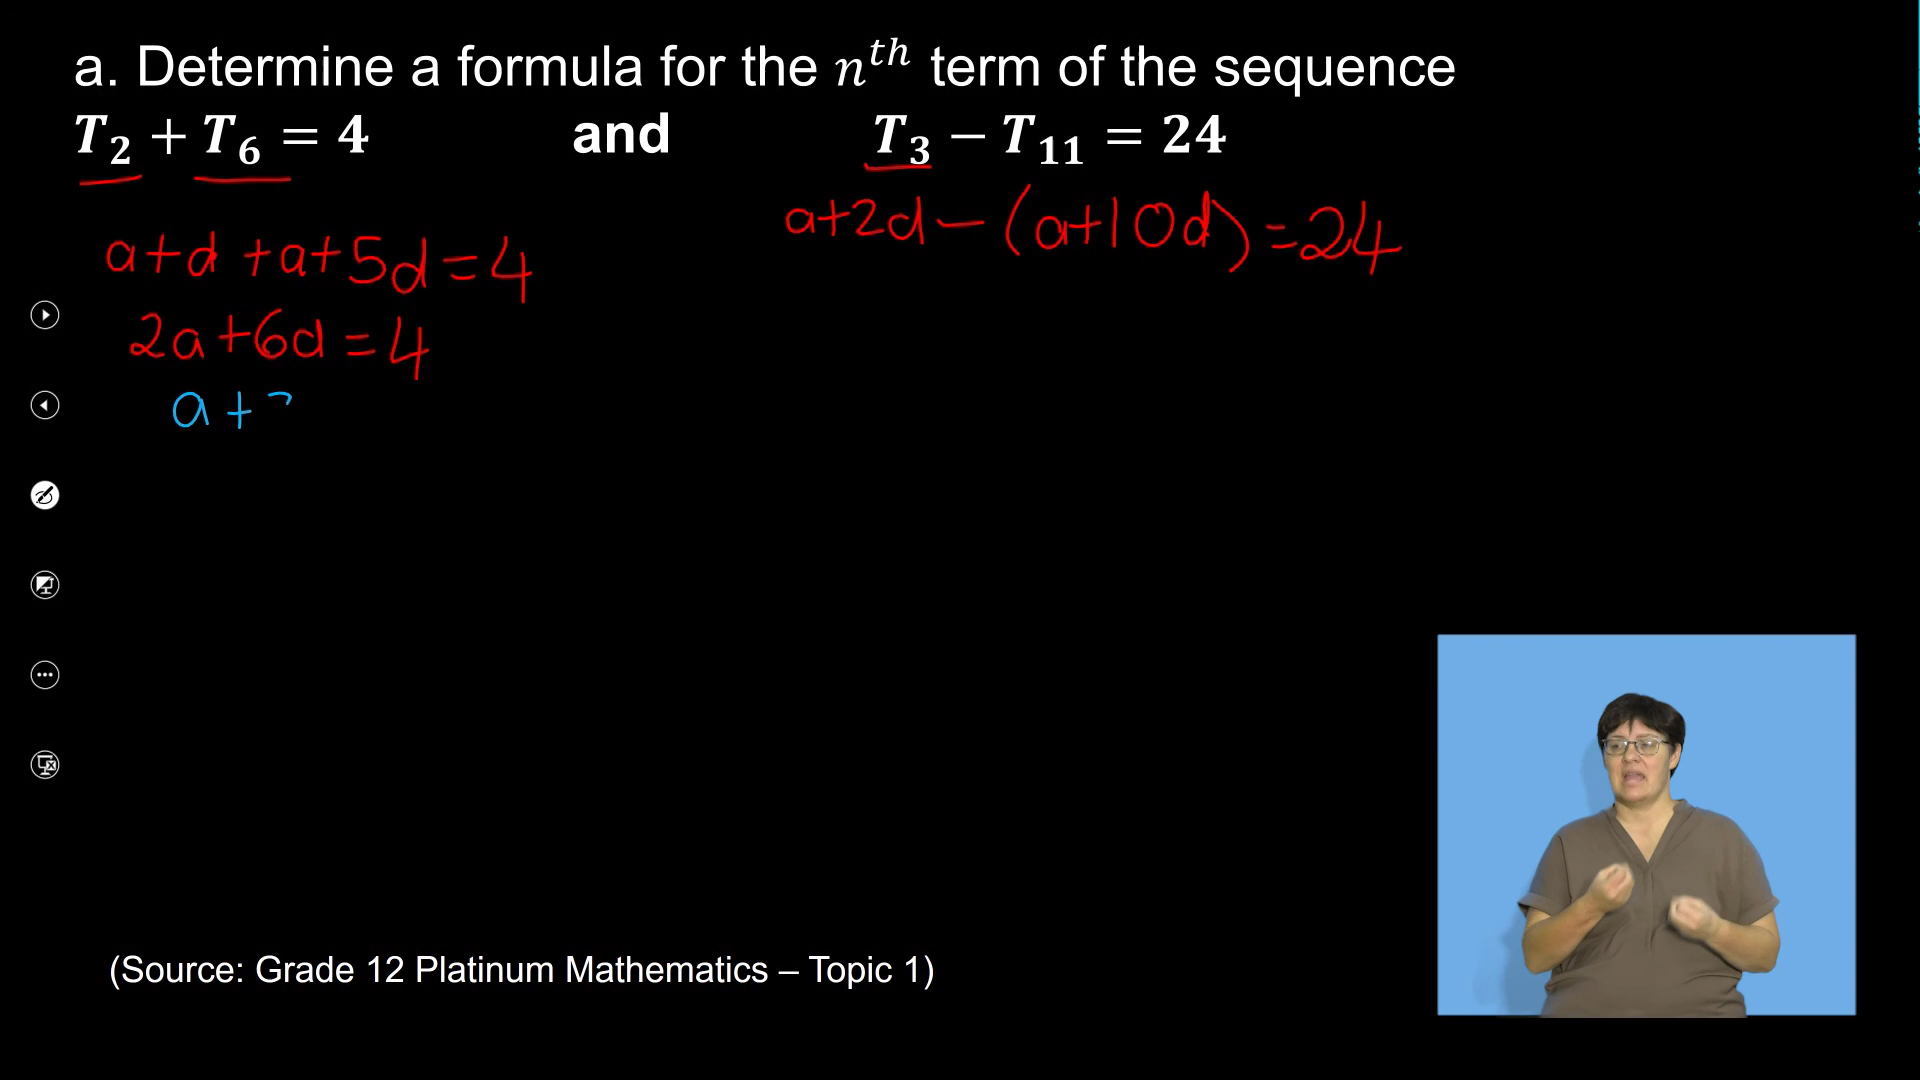 a. Determine a formula for the nᵗʰ term of the sequence
T₂ + T₆ = 4 and T₃ − T₁₁ = 24
a+2d−(a+10d)=24
a+d+a+5d=4
2a+6d=4
a+
(Source: Grade 12 Platinum Mathematics – Topic 1)